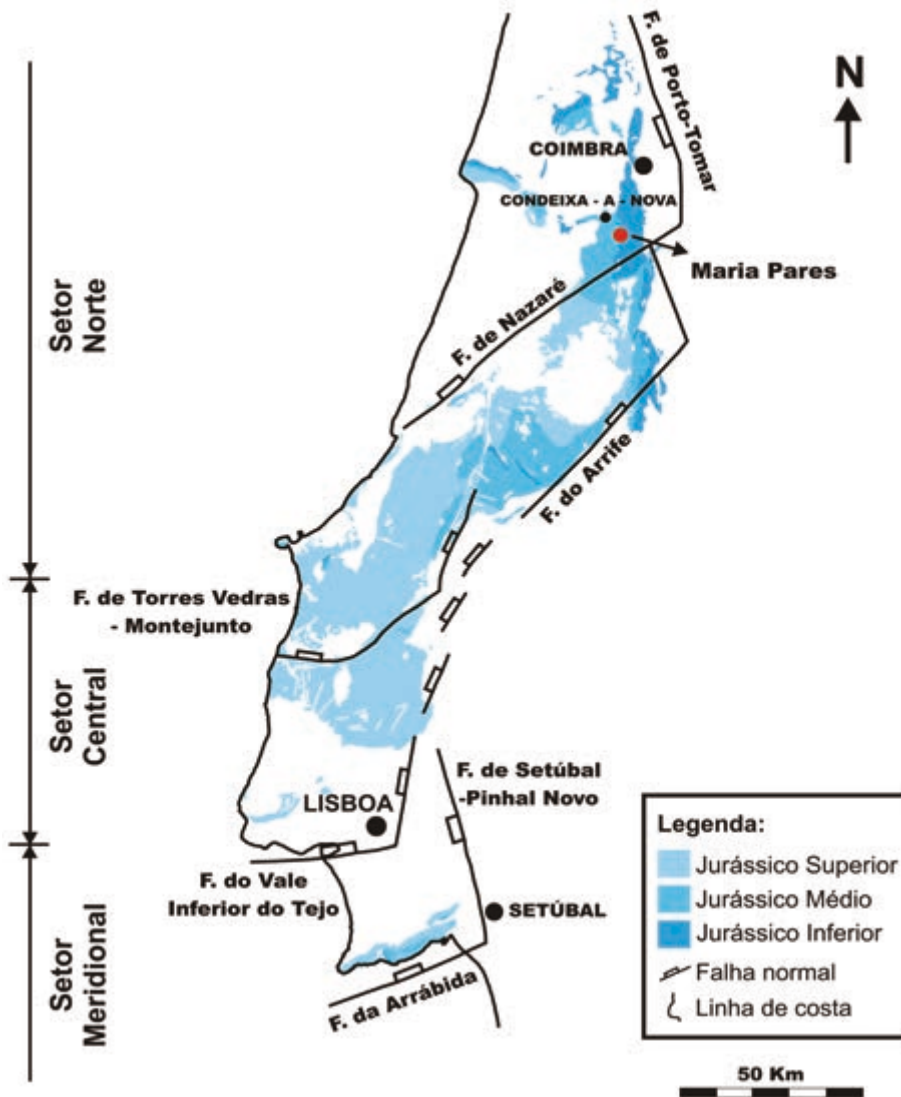 F. de Porto-Tomar
N
COIMBRA
CONDEIXA - A - NOVA
Maria Pares
Setor
Norte
F. de Nazaré
F. do Arrife
F. de Torres Vedras
- Montejunto
Setor
Central
F. de Setúbal
-Pinhal Novo
LISBOA
F. do Vale
Inferior do Tejo
SETÚBAL
Setor
Meridional
F. da Arrábida
Legenda:
Jurássico Superior
Jurássico Médio
Jurássico Inferior
Falha normal
Linha de costa
50 Km